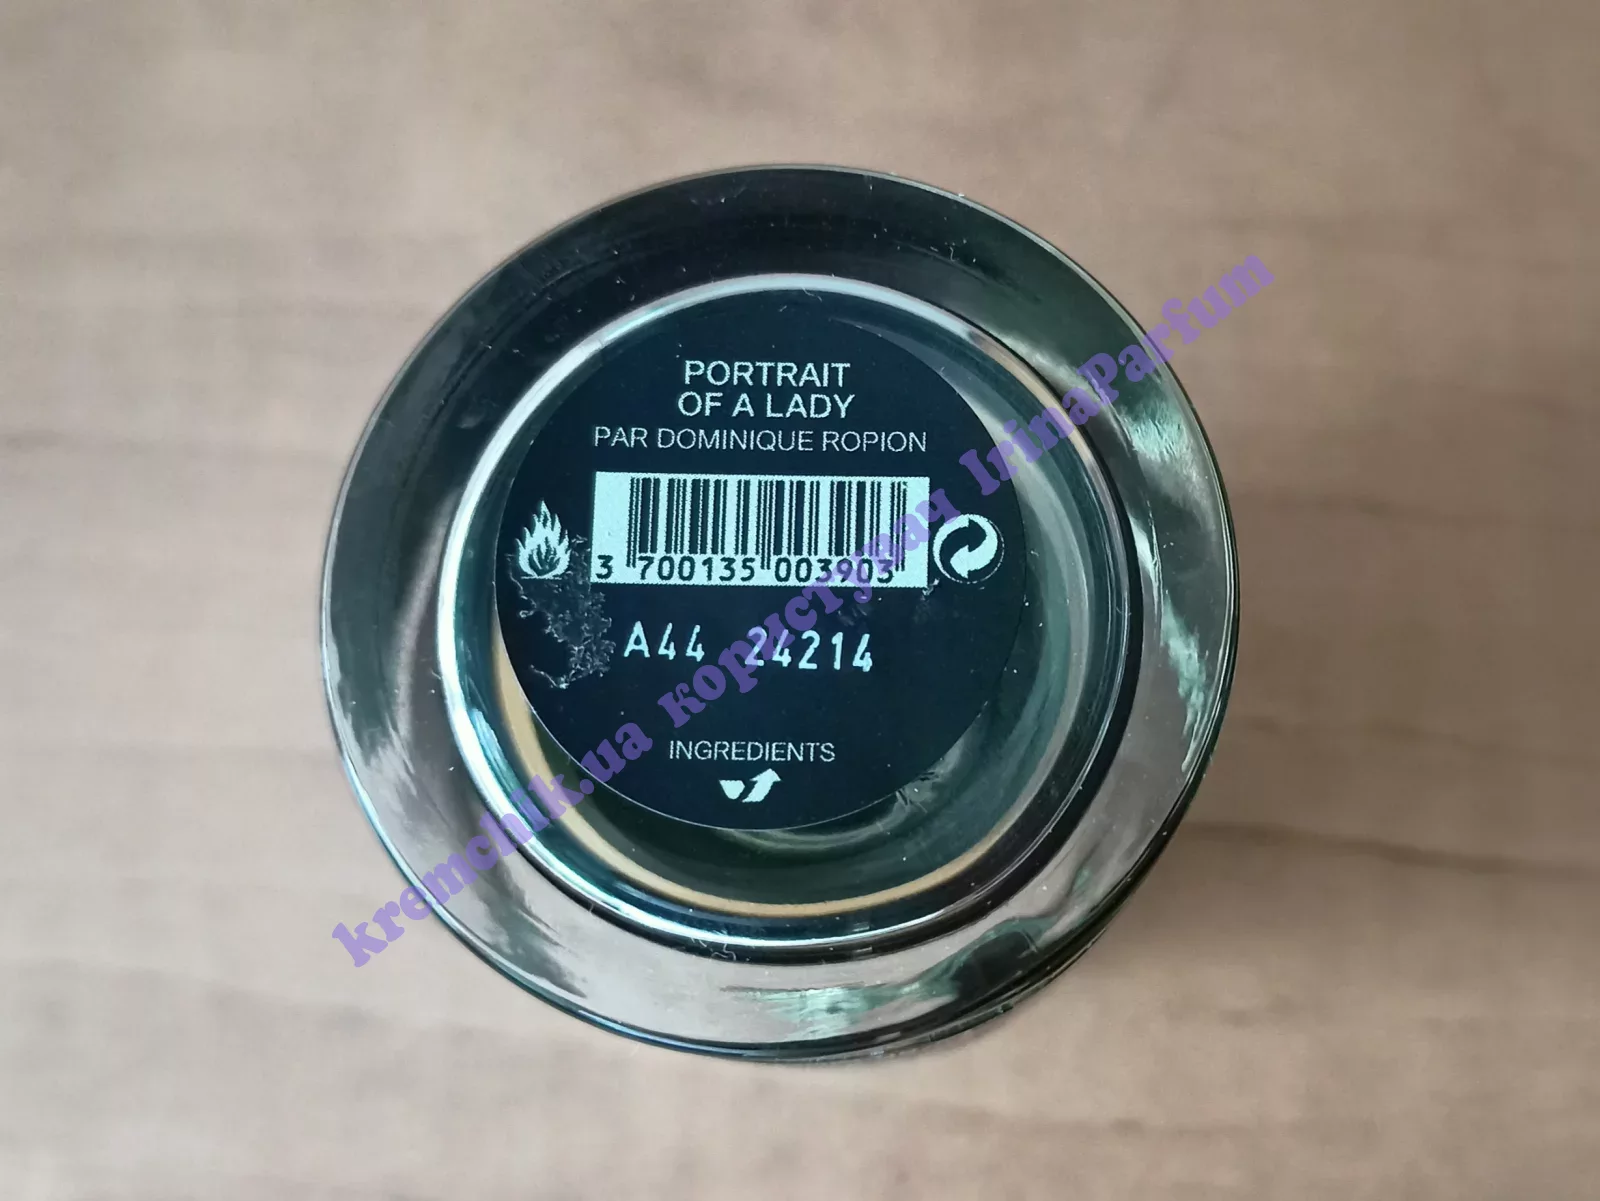 PORTRAIT
OF A LADY
PAR DOMINIQUE ROPION
3 700135 003903
A44 24214
INGREDIENTS
kremchik.ua користувач IrinaParfum